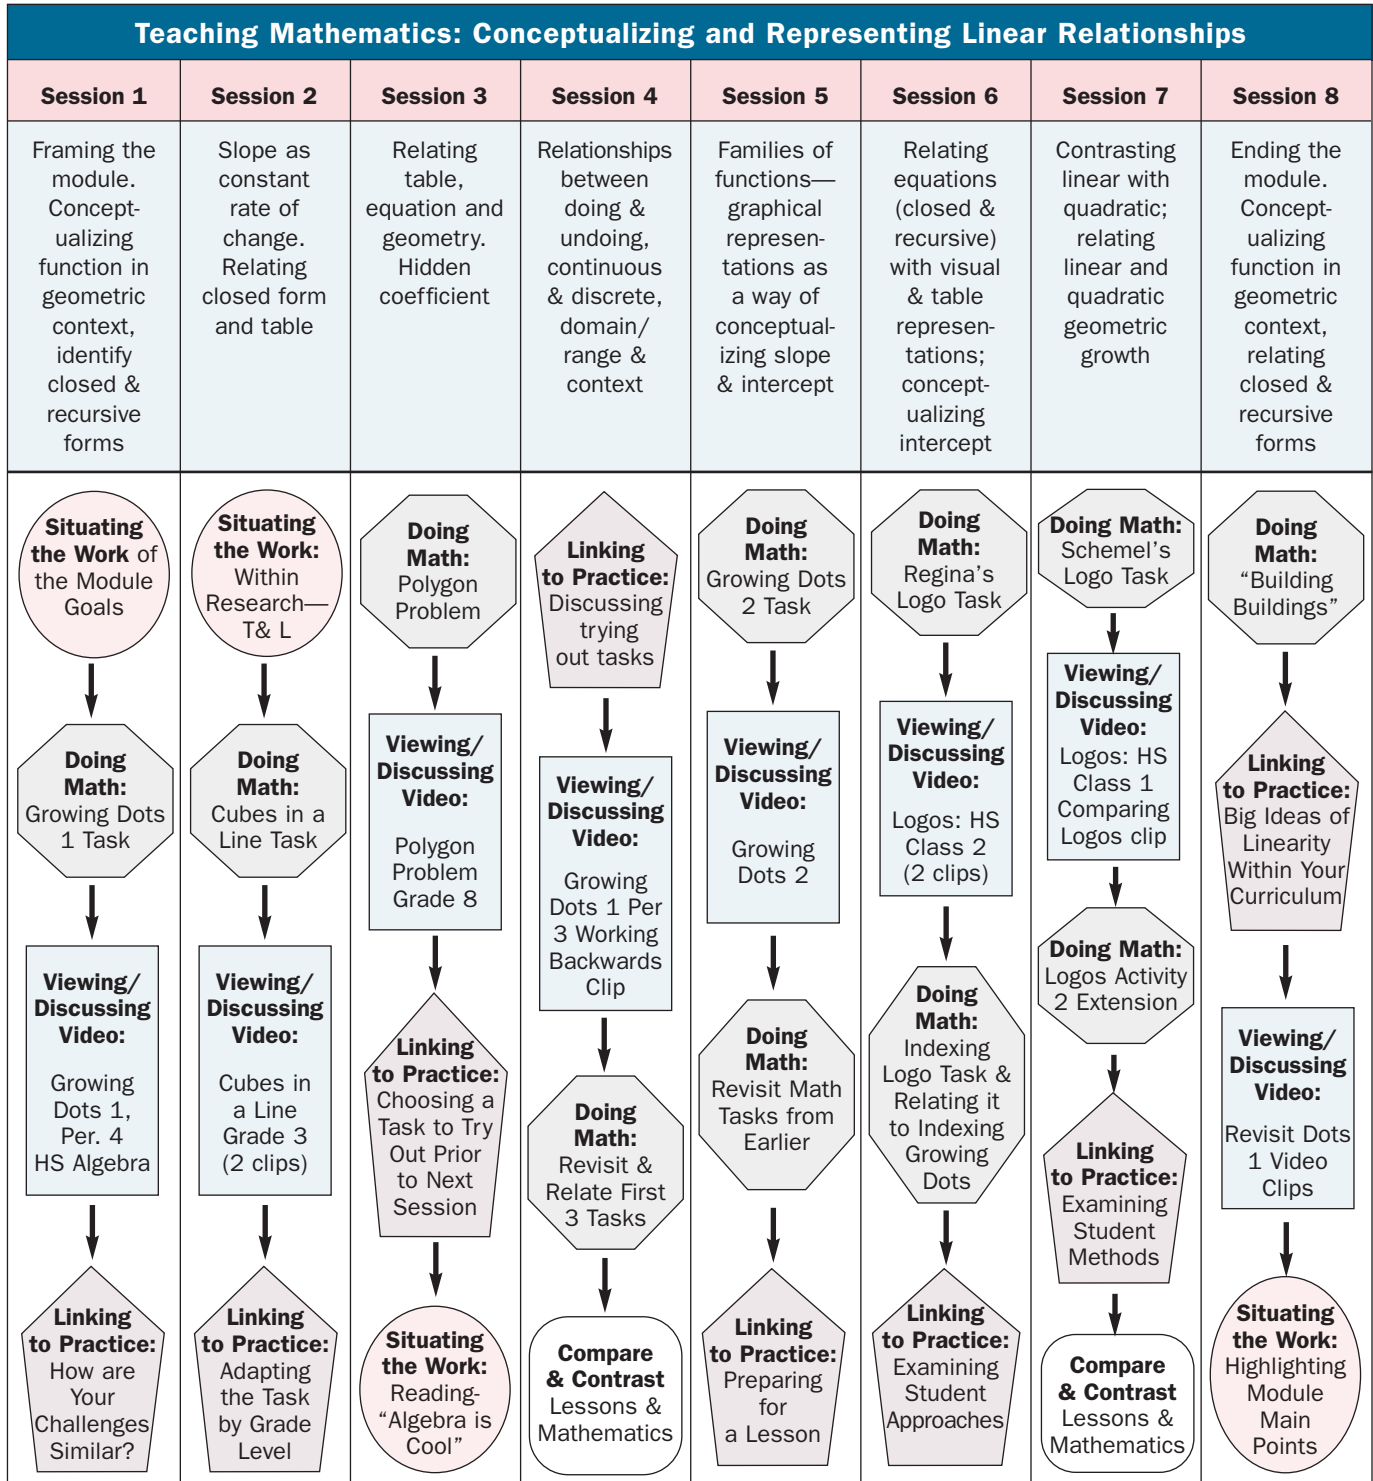 Teaching Mathematics: Conceptualizing and Representing Linear Relationships
Session 1
Session 2
Session 3
Session 4
Session 5
Session 6
Session 7
Session 8
Framing the
module.
Concept-
ualizing
function in
geometric
context,
identify
closed &
recursive
forms
Slope as
constant
rate of
change.
Relating
closed form
and table
Relating
table,
equation and
geometry.
Hidden
coefficient
Relationships
between
doing &
undoing,
continuous
& discrete,
domain/
range &
context
Families of
functions—
graphical
represen-
tations as
a way of
conceptual-
izing slope
& intercept
Relating
equations
(closed &
recursive)
with visual
& table
represen-
tations;
concept-
ualizing
intercept
Contrasting
linear with
quadratic;
relating
linear and
quadratic
geometric
growth
Ending the
module.
Concept-
ualizing
function in
geometric
context,
relating
closed &
recursive
forms
Situating
the Work of
the Module
Goals
Doing
Math:
Growing Dots
1 Task
Viewing/
Discussing
Video:
Growing
Dots 1,
Per. 4
HS Algebra
Linking
to Practice:
How are
Your
Challenges
Similar?
Situating
the Work:
Within
Research—
T& L
Doing
Math:
Cubes in a
Line Task
Viewing/
Discussing
Video:
Cubes in
a Line
Grade 3
(2 clips)
Linking
to Practice:
Adapting
the Task
by Grade
Level
Doing
Math:
Polygon
Problem
Viewing/
Discussing
Video:
Polygon
Problem
Grade 8
Linking
to Practice:
Choosing a
Task to Try
Out Prior
to Next
Session
Situating
the Work:
Reading-
“Algebra is
Cool”
Linking
to Practice:
Discussing
trying
out tasks
Viewing/
Discussing
Video:
Growing
Dots 1 Per
3 Working
Backwards
Clip
Doing
Math:
Revisit &
Relate First
3 Tasks
Compare
& Contrast
Lessons &
Mathematics
Doing
Math:
Growing Dots
2 Task
Viewing/
Discussing
Video:
Growing
Dots 2
Doing
Math:
Revisit Math
Tasks from
Earlier
Linking
to Practice:
Preparing
for
a Lesson
Doing
Math:
Regina’s
Logo Task
Viewing/
Discussing
Video:
Logos: HS
Class 2
(2 clips)
Doing
Math:
Indexing
Logo Task &
Relating it
to Indexing
Growing
Dots
Linking
to Practice:
Examining
Student
Approaches
Doing Math:
Schemel’s
Logo Task
Viewing/
Discussing
Video:
Logos: HS
Class 1
Comparing
Logos clip
Doing Math:
Logos Activity
2 Extension
Linking
to Practice:
Examining
Student
Methods
Compare
& Contrast
Lessons &
Mathematics
Doing
Math:
“Building
Buildings”
Linking
to Practice:
Big Ideas of
Linearity
Within Your
Curriculum
Viewing/
Discussing
Video:
Revisit Dots
1 Video
Clips
Situating
the Work:
Highlighting
Module
Main
Points